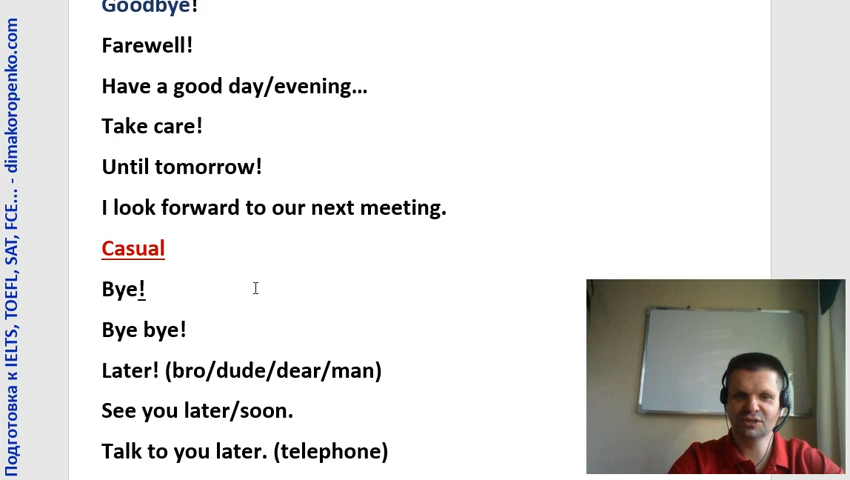 Goodbye!
Farewell!
Have a good day/evening...
Take care!
Until tomorrow!
I look forward to our next meeting.
Casual
Bye!
Bye bye!
Later! (bro/dude/dear/man)
See you later/soon.
Talk to you later. (telephone)
Подготовка к IELTS, TOEFL, SAT, FCE... - dimakoropenko.com